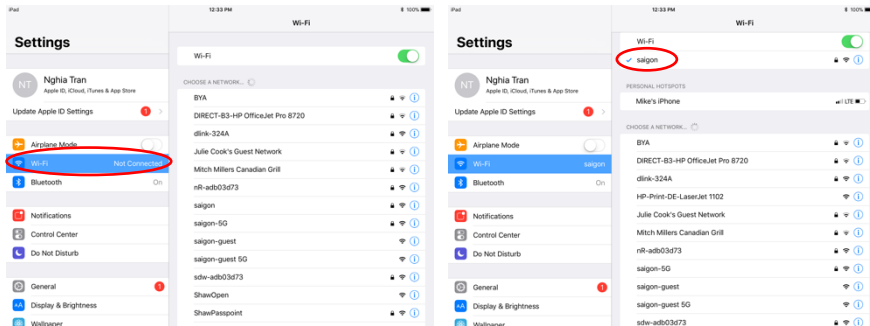 iPad
12:33 PM
100%
Settings
Wi-Fi
NT
Nghia Tran
Apple ID, iCloud, iTunes & App Store
Update Apple ID Settings
1
Airplane Mode
Wi-Fi
Not Connected
Bluetooth
On
Notifications
Control Center
Do Not Disturb
General
1
AA
Display & Brightness
Wallpaper
Wi-Fi
CHOOSE A NETWORK...
BYA
DIRECT-B3-HP OfficeJet Pro 8720
dlink-324A
Julie Cook's Guest Network
Mitch Millers Canadian Grill
nR-adb03d73
saigon
saigon-5G
saigon-guest
saigon-guest 5G
sdw-adb03d73
ShawOpen
ShawPasspoint
iPad
12:33 PM
100%
Settings
Wi-Fi
NT
Nghia Tran
Apple ID, iCloud, iTunes & App Store
Update Apple ID Settings
1
Airplane Mode
Wi-Fi
saigon
Bluetooth
On
Notifications
Control Center
Do Not Disturb
General
1
AA
Display & Brightness
Wallpaper
Wi-Fi
saigon
PERSONAL HOTSPOTS
Mike's iPhone
LTE
CHOOSE A NETWORK...
BYA
DIRECT-B3-HP OfficeJet Pro 8720
dlink-324A
HP-Print-DE-LaserJet 1102
Julie Cook's Guest Network
Mitch Millers Canadian Grill
nR-adb03d73
saigon-5G
saigon-guest
saigon-guest 5G
sdw-adb03d73